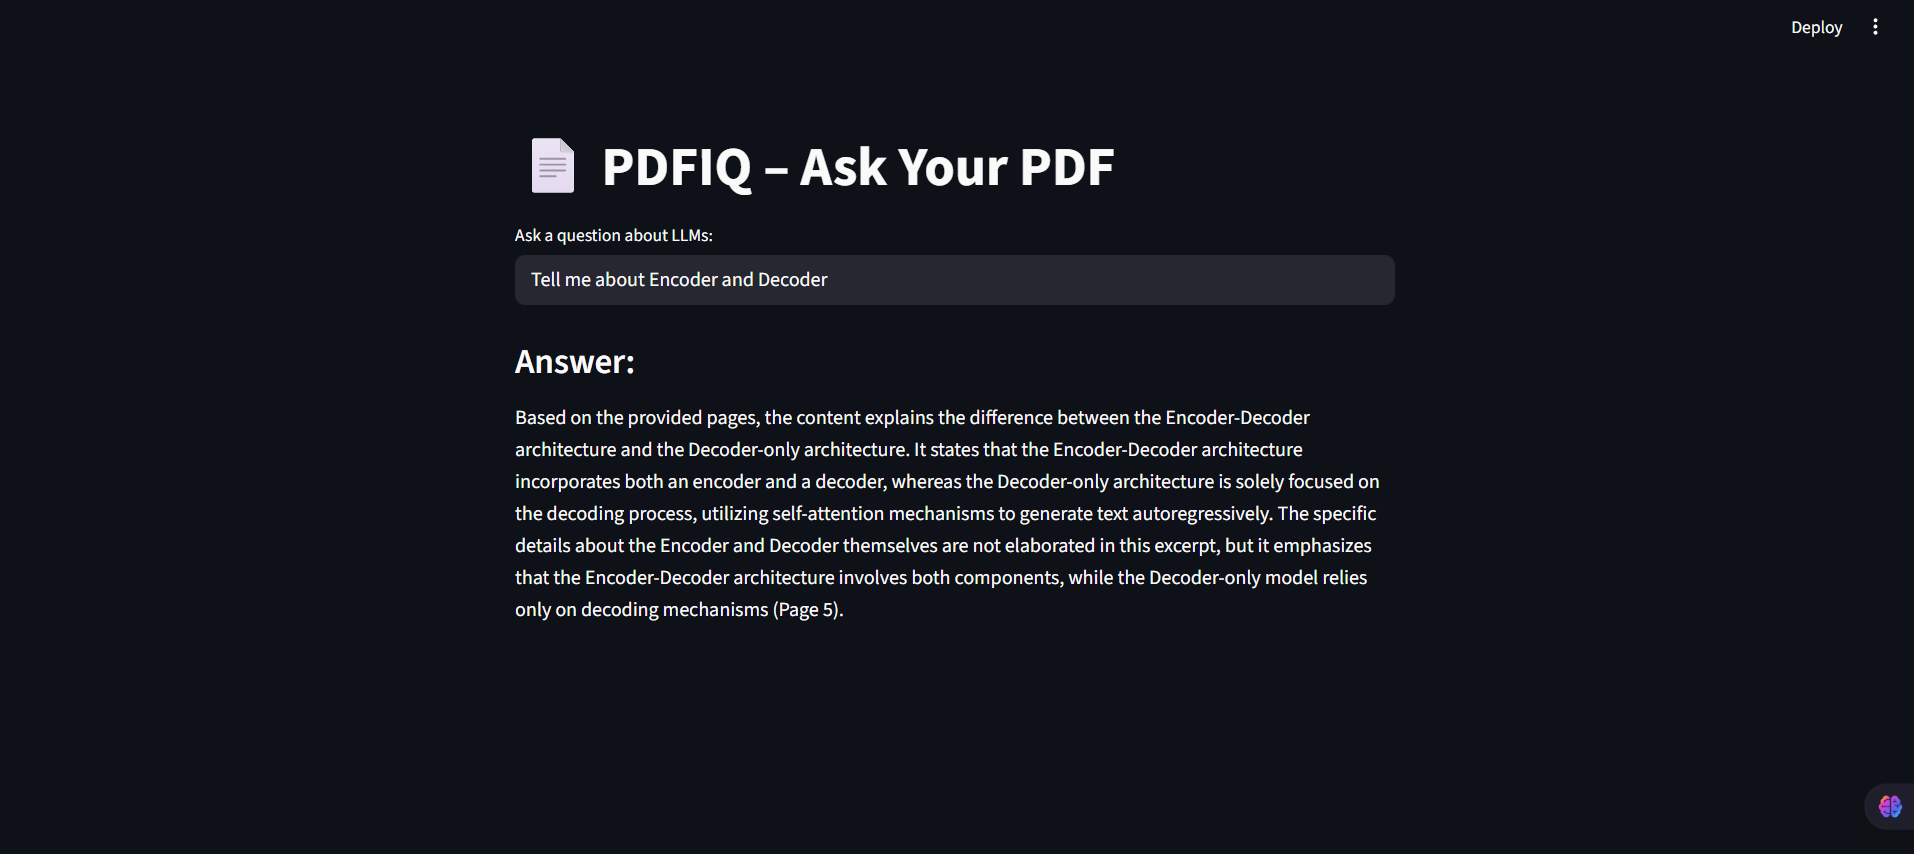 Deploy
PDFIQ – Ask Your PDF
Ask a question about LLMs:
Tell me about Encoder and Decoder
Answer:
Based on the provided pages, the content explains the difference between the Encoder-Decoder
architecture and the Decoder-only architecture. It states that the Encoder-Decoder architecture
incorporates both an encoder and a decoder, whereas the Decoder-only architecture is solely focused on
the decoding process, utilizing self-attention mechanisms to generate text autoregressively. The specific
details about the Encoder and Decoder themselves are not elaborated in this excerpt, but it emphasizes
that the Encoder-Decoder architecture involves both components, while the Decoder-only model relies
only on decoding mechanisms (Page 5).